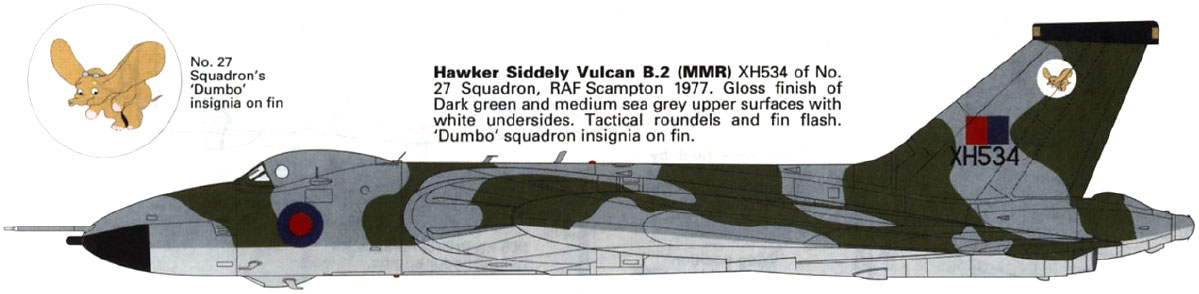 No. 27
Squadron's
'Dumbo'
insignia on fin
Hawker Siddely Vulcan B.2 (MMR) XH534 of No.
27 Squadron, RAF Scampton 1977. Gloss finish of
Dark green and medium sea grey upper surfaces with
white undersides. Tactical roundels and fin flash.
'Dumbo' squadron insignia on fin.
XH534